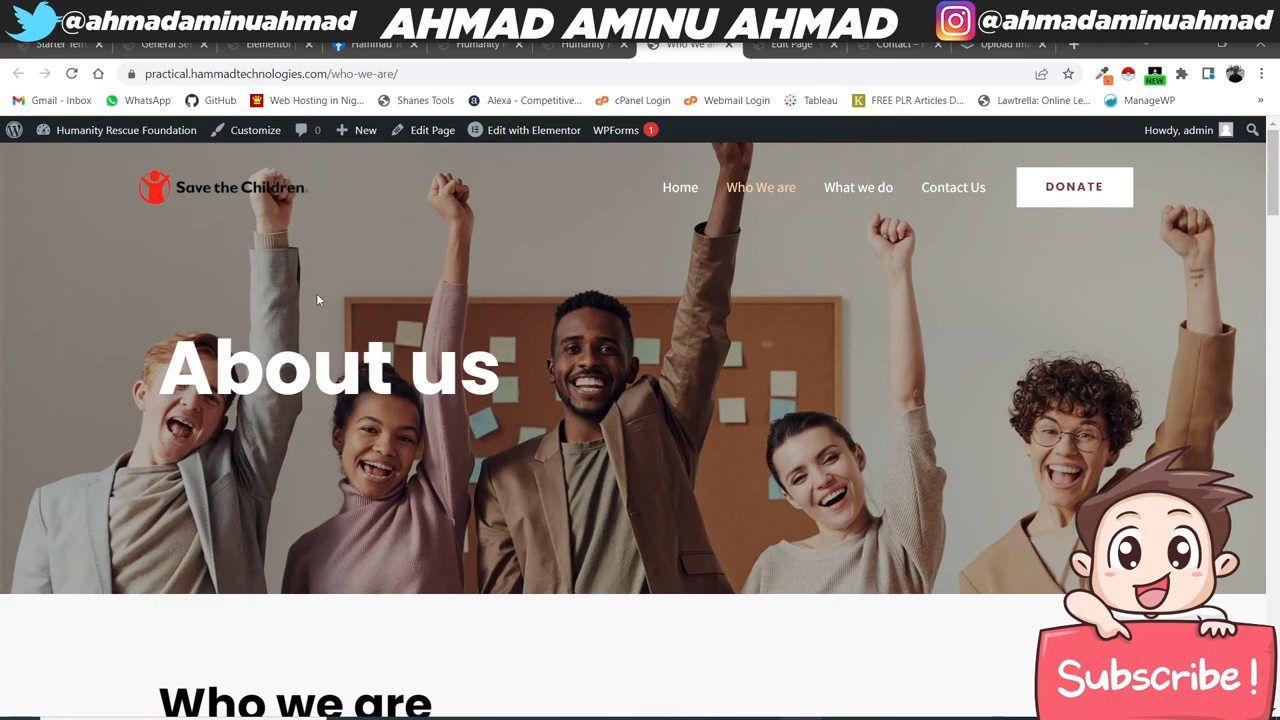 @ahmadaminuahmad AHMAD AMINU AHMAD @ahmadaminuahmad
practical.hammadtechnologies.com/who-we-are/
Gmail - Inbox WhatsApp GitHub Web Hosting in Nig... Shanes Tools Alexa - Competitive... cPanel Login Webmail Login Tableau FREE PLR Articles D... Lawtrella: Online Le... ManageWP »
Humanity Rescue Foundation Customize 0 New Edit Page Edit with Elementor WPForms 1 Howdy, admin
Save the Children® Home Who We are What we do Contact Us DONATE
About us
Who we are
Subscribe!